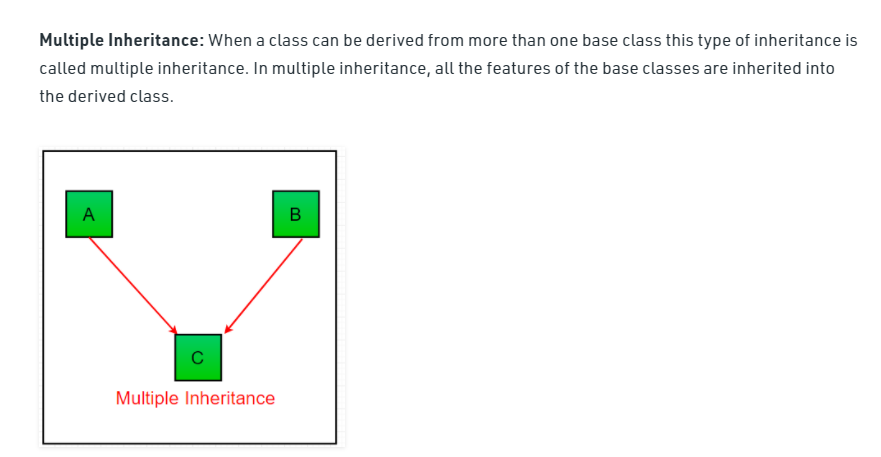 Multiple Inheritance: When a class can be derived from more than one base class this type of inheritance is
called multiple inheritance. In multiple inheritance, all the features of the base classes are inherited into
the derived class.
A
B
C
Multiple Inheritance